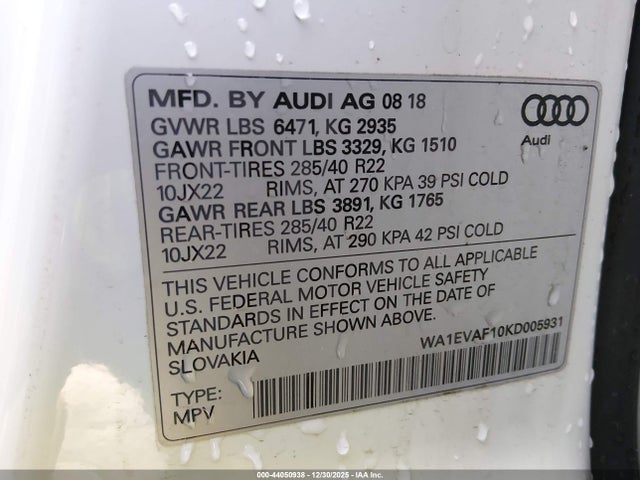 MFD. BY AUDI AG 08 18
GVWR LBS 6471, KG 2935
GAWR FRONT LBS 3329, KG 1510
FRONT-TIRES 285/40 R22
10JX22 RIMS, AT 270 KPA 39 PSI COLD
GAWR REAR LBS 3891, KG 1765
REAR-TIRES 285/40 R22
10JX22 RIMS, AT 290 KPA 42 PSI COLD
Audi
THIS VEHICLE CONFORMS TO ALL APPLICABLE
U.S. FEDERAL MOTOR VEHICLE SAFETY
STANDARDS IN EFFECT ON THE DATE OF
MANUFACTURE SHOWN ABOVE.
SLOVAKIA
WA1EVAF10KD005931
TYPE:
MPV
000-44050938 - 12/30/2025 - IAAI.com